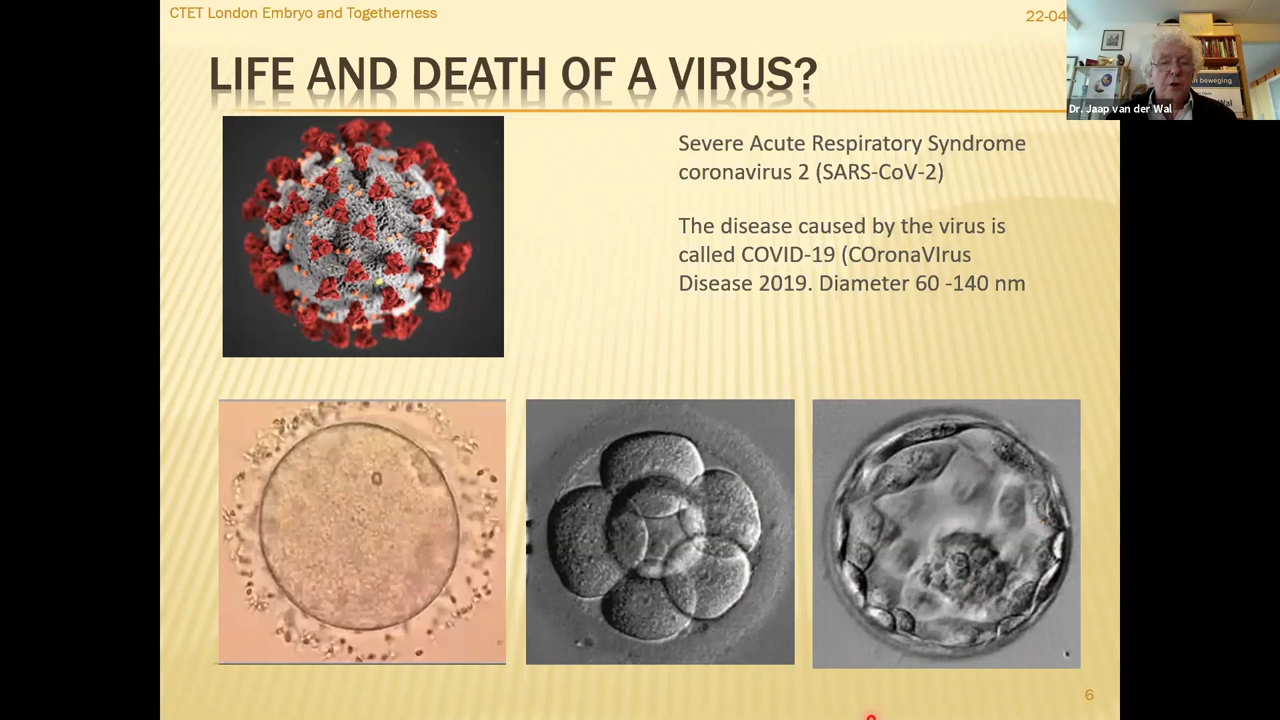 CTET London Embryo and Togetherness
22-04
LIFE AND DEATH OF A VIRUS?
Severe Acute Respiratory Syndrome
coronavirus 2 (SARS-CoV-2)
The disease caused by the virus is
called COVID-19 (COronaVIrus
Disease 2019. Diameter 60 -140 nm
n beweging
Wal
Dr. Jaap van der Wal
6